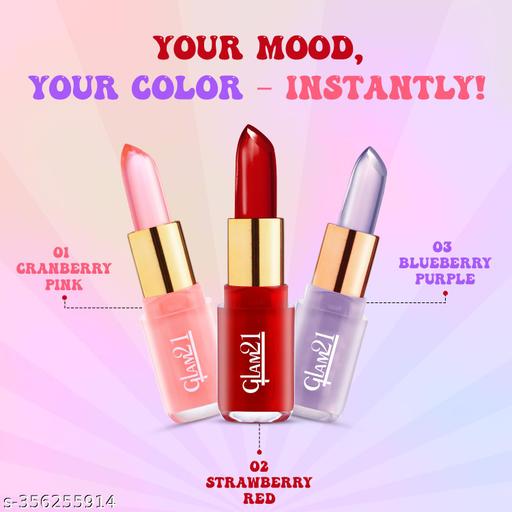 YOUR MOOD,
YOUR COLOR – INSTANTLY!
01
CRANBERRY
PINK
03
BLUEBERRY
PURPLE
GLAM21
GLAM21
GLAM21
02
STRAWBERRY
RED
s-356255914